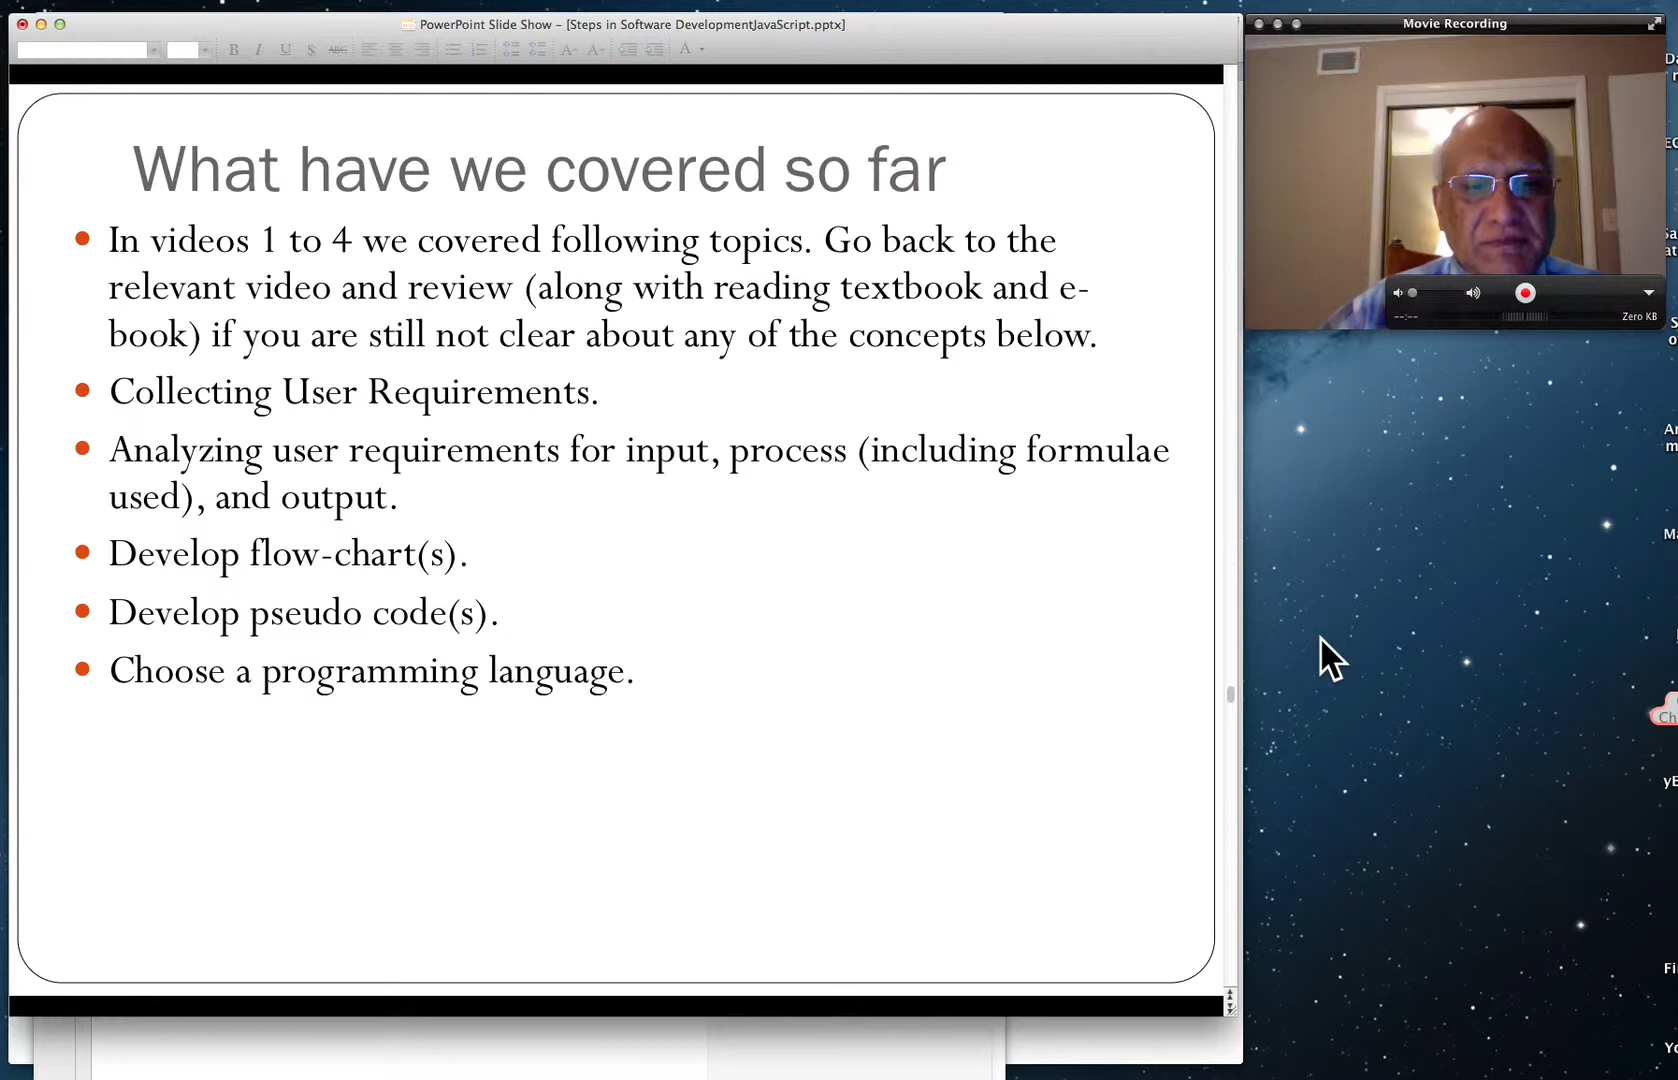 PowerPoint Slide Show – [Steps in Software DevelopmentJavaScript.pptx]
Movie Recording
B I U S ABC A A A
What have we covered so far
In videos 1 to 4 we covered following topics. Go back to the
relevant video and review (along with reading textbook and e-
book) if you are still not clear about any of the concepts below.
Collecting User Requirements.
Analyzing user requirements for input, process (including formulae
used), and output.
Develop flow-chart(s).
Develop pseudo code(s).
Choose a programming language.
--:--
Zero KB